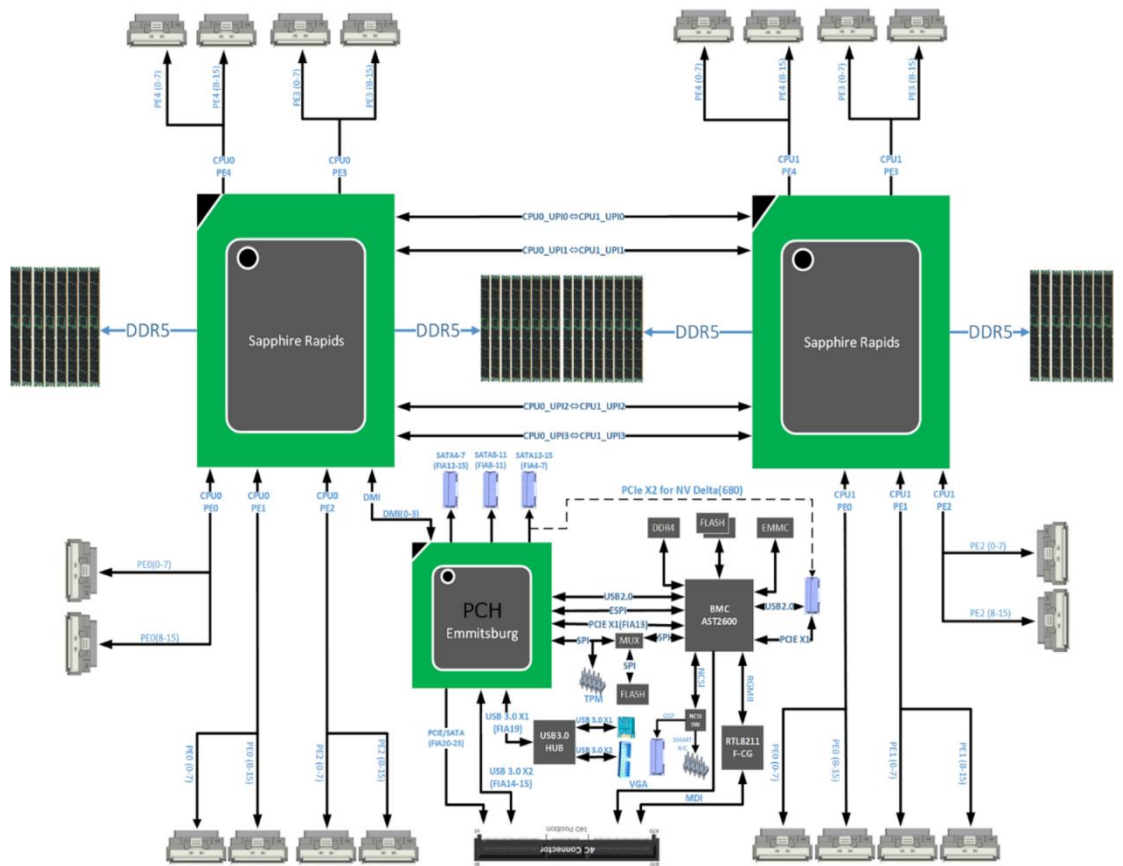 PE4 (0-7)
PE4 (8-15)
PE3 (0-7)
PE3 (8-15)
PE4 (0-7)
PE4 (8-15)
PE3 (0-7)
PE3 (8-15)
CPU0
PE4
CPU0
PE3
CPU1
PE4
CPU1
PE3
CPU0_UPI0⇔CPU1_UPI0
CPU0_UPI1⇔CPU1_UPI1
DDR5
Sapphire Rapids
DDR5
DDR5
Sapphire Rapids
DDR5
CPU0_UPI2⇔CPU1_UPI2
CPU0_UPI3⇔CPU1_UPI3
SATA4-7
(FIA12-15)
SATA8-11
(FIA8-11)
SATA12-15
(FIA4-7)
CPU0
PE0
CPU0
PE1
CPU0
PE2
DMI
DMI(0-3)
PCIe X2 for NV Delta(680)
CPU1
PE0
CPU1
PE1
CPU1
PE2
DDR4
FLASH
EMMC
PE0(0-7)
PE0(8-15)
PE2 (0-7)
PE2 (8-15)
PCH
Emmitsburg
USB2.0
ESPI
PCIE X1(FIA13)
SPI
MUX
SPI
BMC
AST2600
USB2.0
PCIE X1
SPI
FLASH
TPM
NCSI
RGMII
PCIE/SATA
(FIA20-23)
USB 3.0 X1
(FIA19)
USB3.0
HUB
USB 3.0 X1
USB 3.0 X2
USB 3.0 X2
(FIA14-15)
OCP
NCSI
SW
SMART
NIC
RTL8211
F-CG
VGA
MDI
PE0 (0-7)
PE0 (8-15)
PE2 (0-7)
PE2 (8-15)
PE0 (0-7)
PE0 (8-15)
PE1 (0-7)
PE1 (8-15)
140 Position
4C Connector